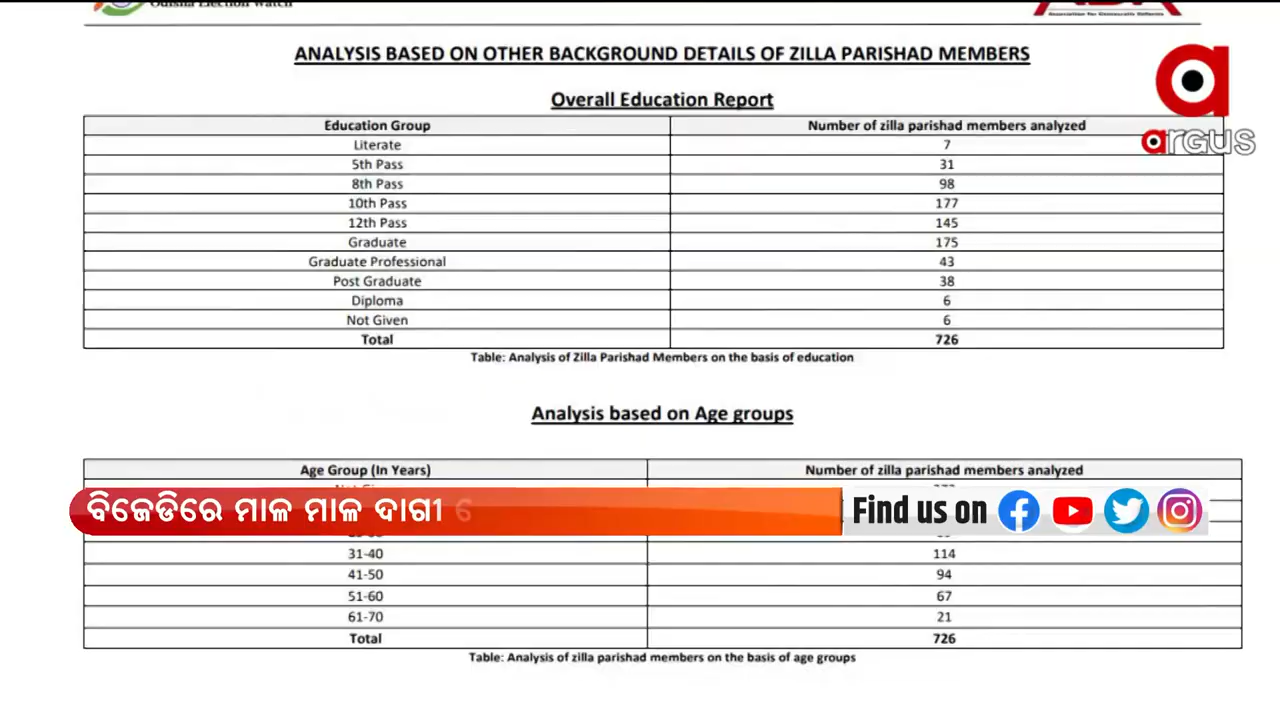 Odisha Election Watch
ANALYSIS BASED ON OTHER BACKGROUND DETAILS OF ZILLA PARISHAD MEMBERS
argus
Overall Education Report
Education Group Number of zilla parishad members analyzed
Literate 7
5th Pass 31
8th Pass 98
10th Pass 177
12th Pass 145
Graduate 175
Graduate Professional 43
Post Graduate 38
Diploma 6
Not Given 6
Total 726
Table: Analysis of Zilla Parishad Members on the basis of education
Analysis based on Age groups
Age Group (In Years) Number of zilla parishad members analyzed
ବିଜେଡିରେ ମାଳ ମାଳ ଦାଗୀ
Find us on
31-40 114
41-50 94
51-60 67
61-70 21
Total 726
Table: Analysis of zilla parishad members on the basis of age groups